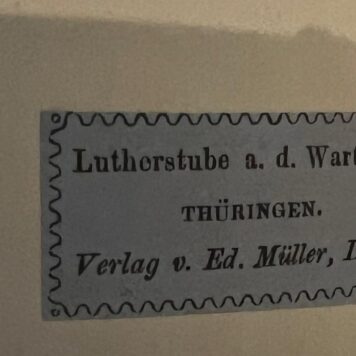 Lutherstube a. d. Wart
THÜRINGEN.
Verlag v. Ed. Müller,